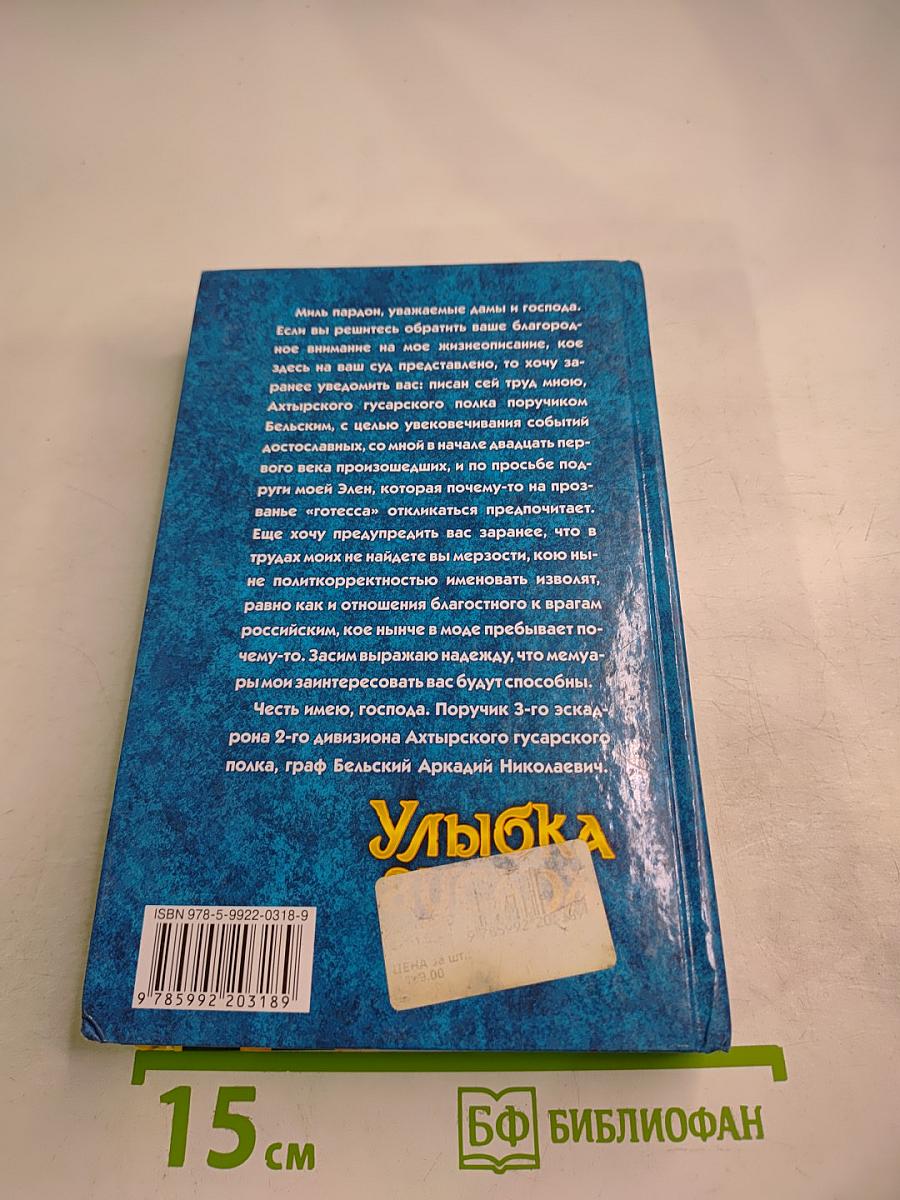 Миль пардон, уважаемые дамы и господа.
Если вы решитесь обратить ваше благород-
ное внимание на мое жизнеописание, кое
здесь на ваш суд представлено, то хочу за-
ранее уведомить вас: писан сей труд мною,
Ахтырского гусарского полка поручиком
Бельским, с целью увековечивания событий
достославных, со мной в начале двадцать пер-
вого века произошедших, и по просьбе под-
руги моей Элен, которая почему-то на проз-
ванье «готесса» откликаться предпочитает.
Еще хочу предупредить вас заранее, что в
трудах моих не найдете вы мерзости, кою ны-
не политкорректностью именовать изволят,
равно как и отношения благостного к врагам
российским, кое нынче в моде пребывает по-
чему-то. Засим выражаю надежду, что мемуа-
ры мои заинтересовать вас будут способны.
Честь имею, господа. Поручик 3-го эскад-
рона 2-го дивизиона Ахтырского гусарского
полка, граф Бельский Аркадий Николаевич.
Улыбка
ISBN 978-5-9922-0318-9
9 785992 203189
ЦЕНА за шт.
15 см
БФ БИБЛИОФАН